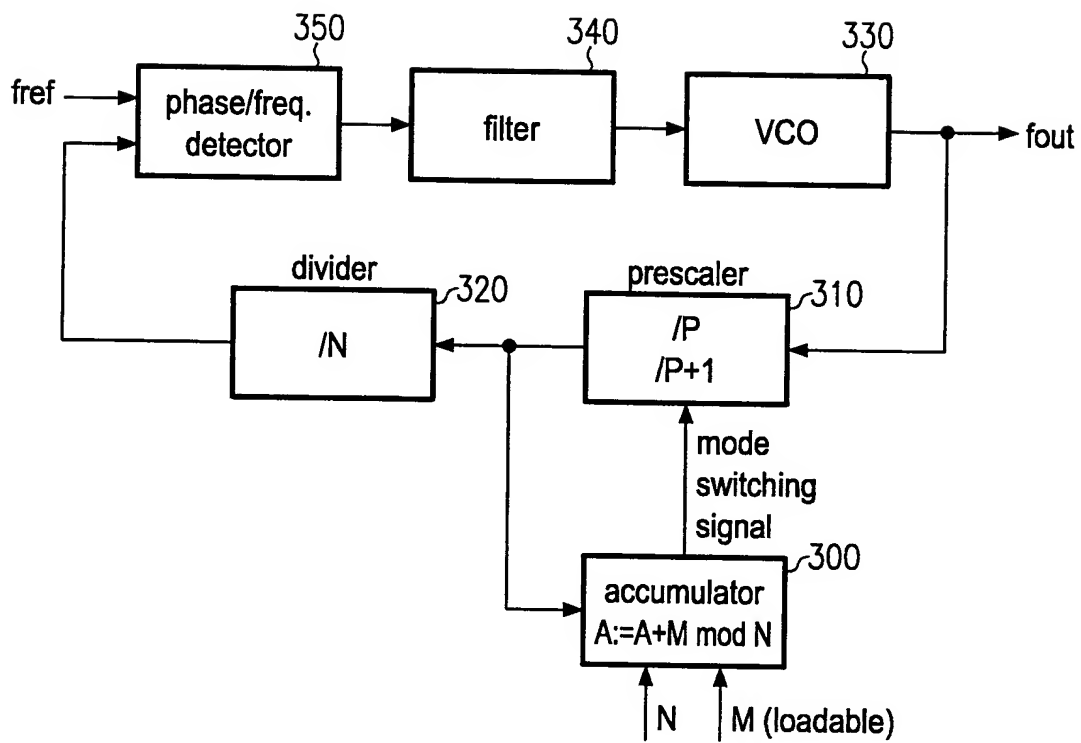 350
340
330
fref
phase/freq.
detector
filter
VCO
fout
divider
320
/N
prescaler
310
/P
/P+1
mode
switching
signal
300
accumulator
A:=A+M mod N
N
M (loadable)